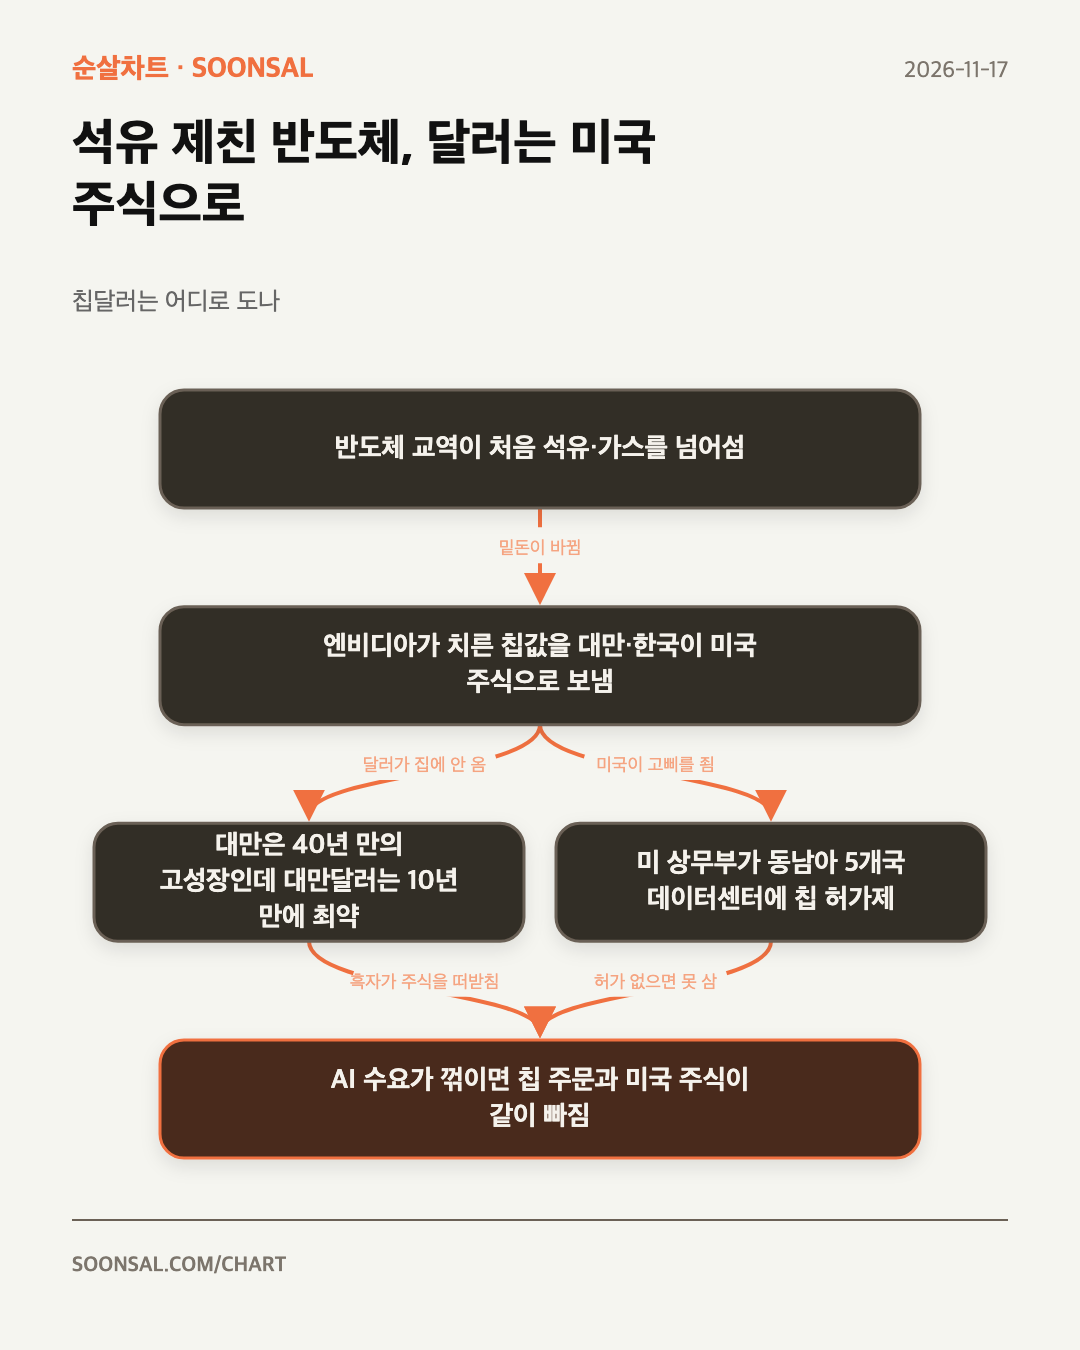 순살차트 · SOONSAL
2026-11-17
석유 제친 반도체, 달러는 미국
주식으로
칩달러는 어디로 도나
반도체 교역이 처음 석유·가스를 넘어섬
밑돈이 바뀜
엔비디아가 치른 칩값을 대만·한국이 미국
주식으로 보냄
달러가 집에 안 옴
미국이 고삐를 죔
대만은 40년 만의
고성장인데 대만달러는 10년
만에 최약
미 상무부가 동남아 5개국
데이터센터에 칩 허가제
흑자가 주식을 떠받침
허가 없으면 못 삼
AI 수요가 꺾이면 칩 주문과 미국 주식이
같이 빠짐
SOONSAL.COM/CHART